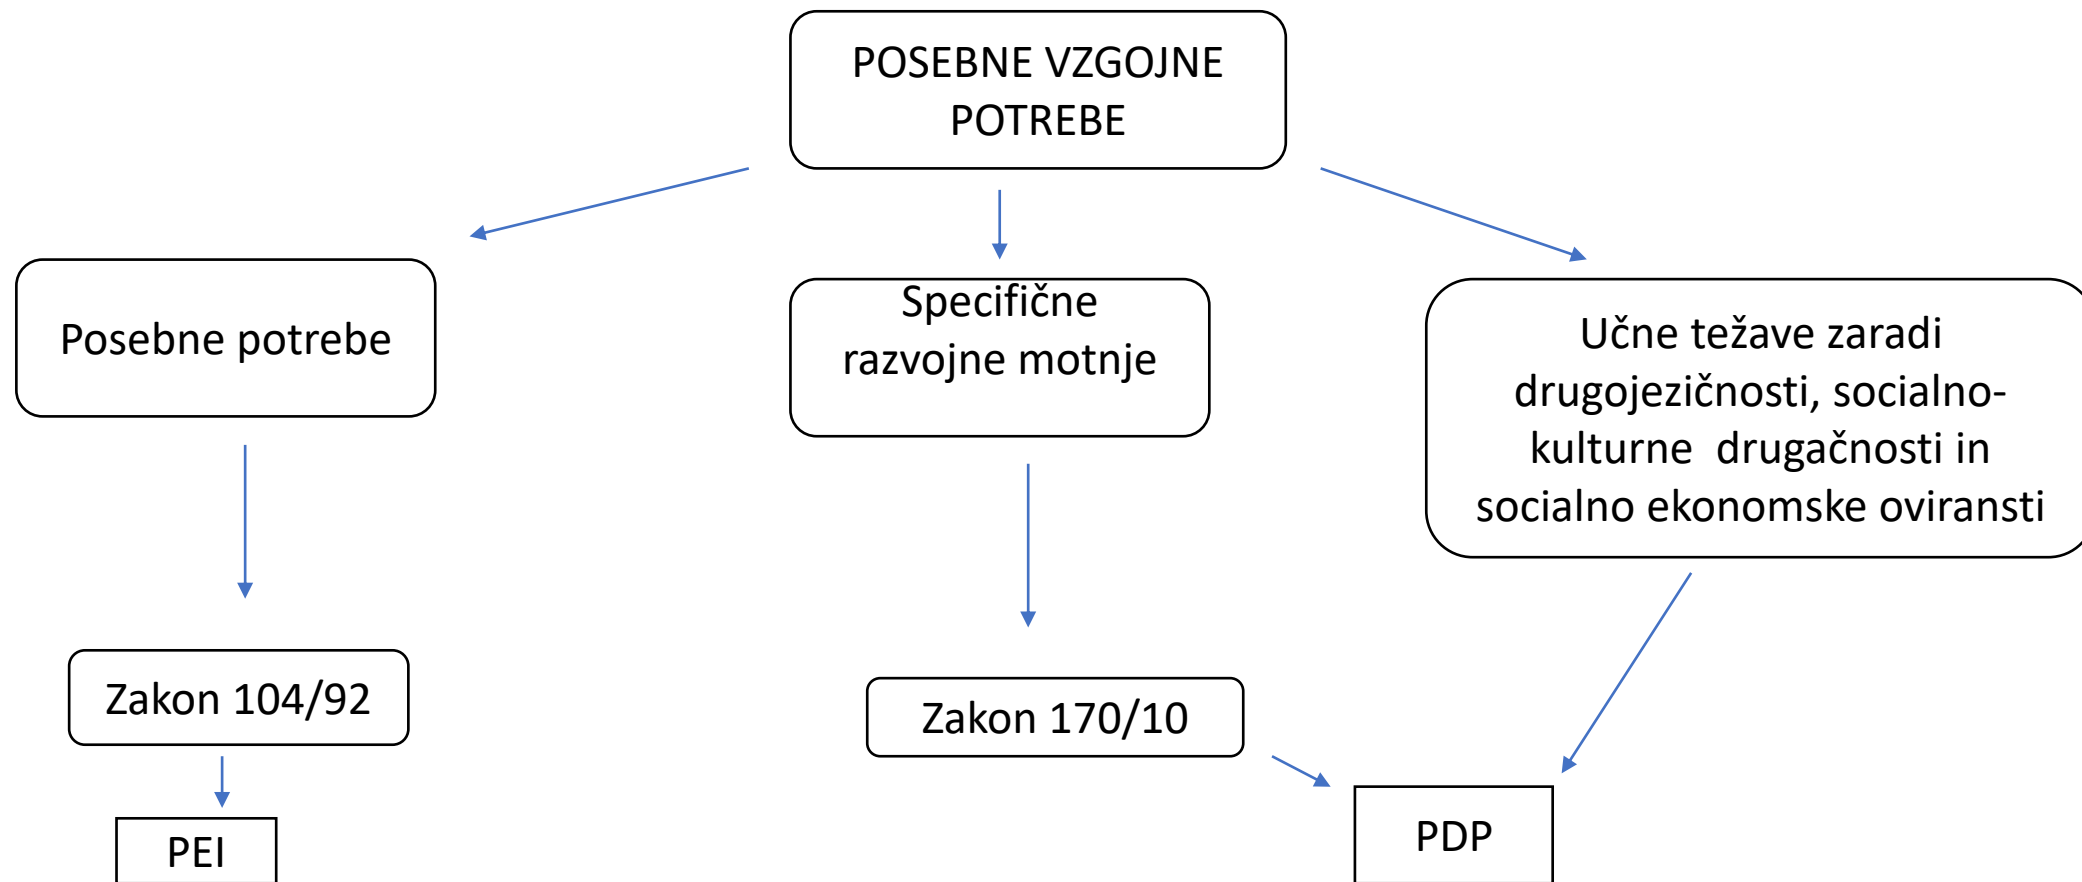 POSEBNE VZGOJNE
POTREBE
Posebne potrebe
Specifične
razvojne motnje
Učne težave zaradi
drugojezičnosti, socialno-
kulturne  drugačnosti in
socialno ekonomske oviransti
Zakon 104/92
Zakon 170/10
PEI
PDP